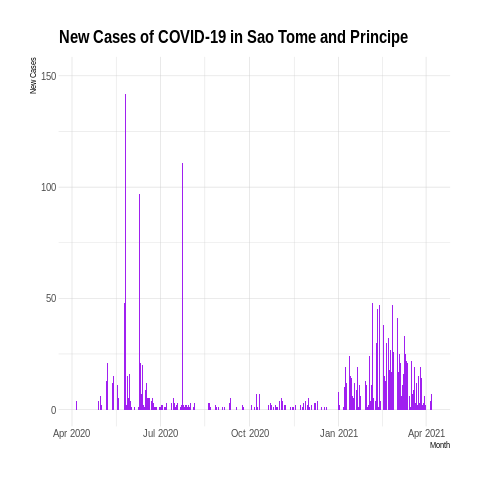 New Cases of COVID-19 in Sao Tome and Principe
New Cases
150
100
50
0
Apr 2020
Jul 2020
Oct 2020
Jan 2021
Apr 2021
Month